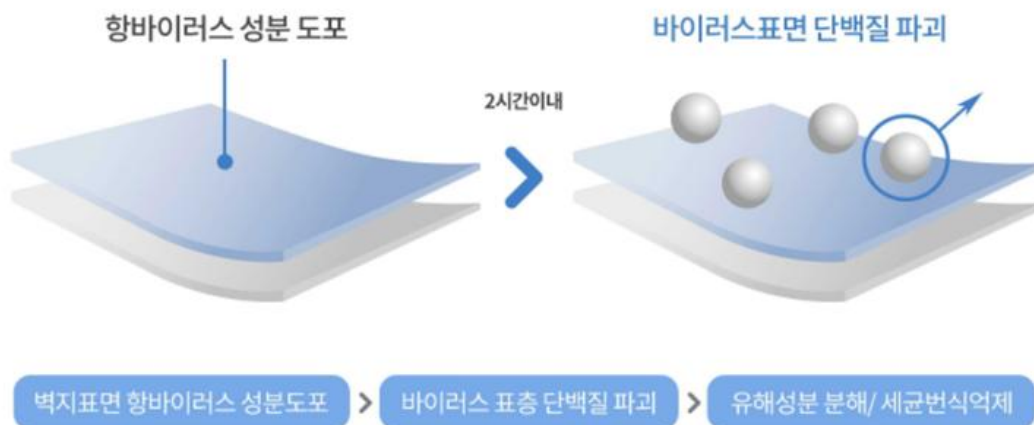 항바이러스 성분 도포
바이러스표면 단백질 파괴
2시간이내
벽지표면 항바이러스 성분도포
바이러스 표층 단백질 파괴
유해성분 분해/ 세균번식억제